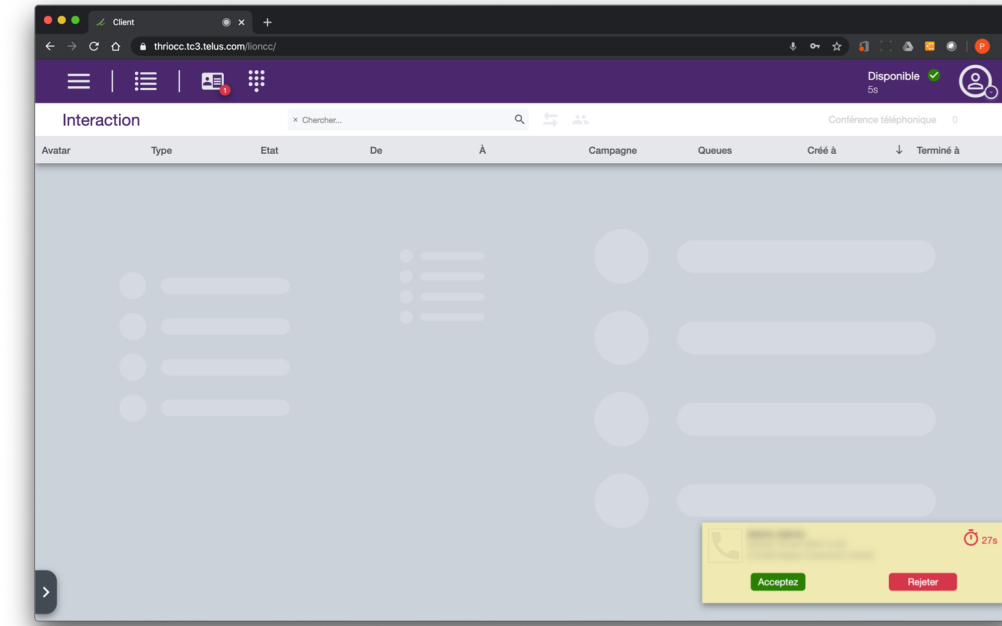 Client
thriocc.tc3.telus.com/lioncc/
P
1
Disponible
5s
Interaction
× Chercher...
Conférence téléphonique 0
Avatar Type Etat De À Campagne Queues Créé à ↓ Terminé à
27s
Acceptez Rejeter